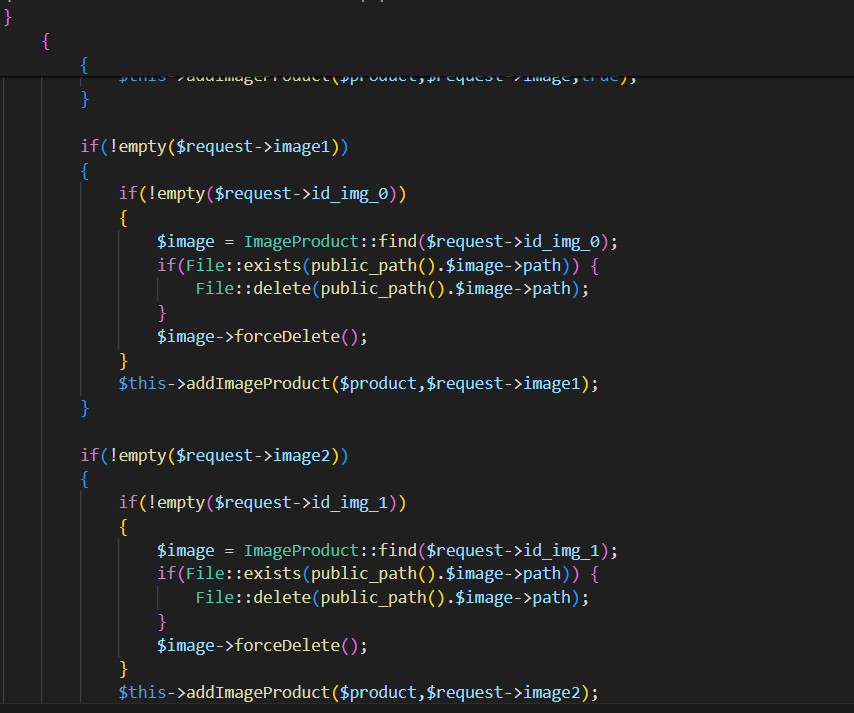 }
{
{
$this->addImageProduct($product,$request->image,true);
}
if(!empty($request->image1))
{
if(!empty($request->id_img_0))
{
$image = ImageProduct::find($request->id_img_0);
if(File::exists(public_path().$image->path)) {
File::delete(public_path().$image->path);
}
$image->forceDelete();
}
$this->addImageProduct($product,$request->image1);
}
if(!empty($request->image2))
{
if(!empty($request->id_img_1))
{
$image = ImageProduct::find($request->id_img_1);
if(File::exists(public_path().$image->path)) {
File::delete(public_path().$image->path);
}
$image->forceDelete();
}
$this->addImageProduct($product,$request->image2);